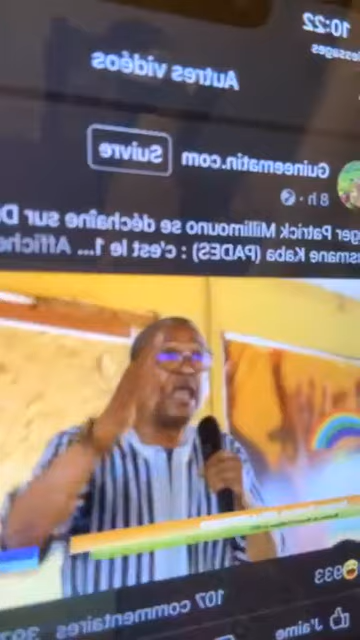 10:22
essages
Autres vidéos
Guineematin.com Suivre
8 h ·
ger Patrick Millimouno se déchaîne sur D
usmane Kaba (PADES) : c'est le 1... Affiche
933
107 commentaires
J'aime